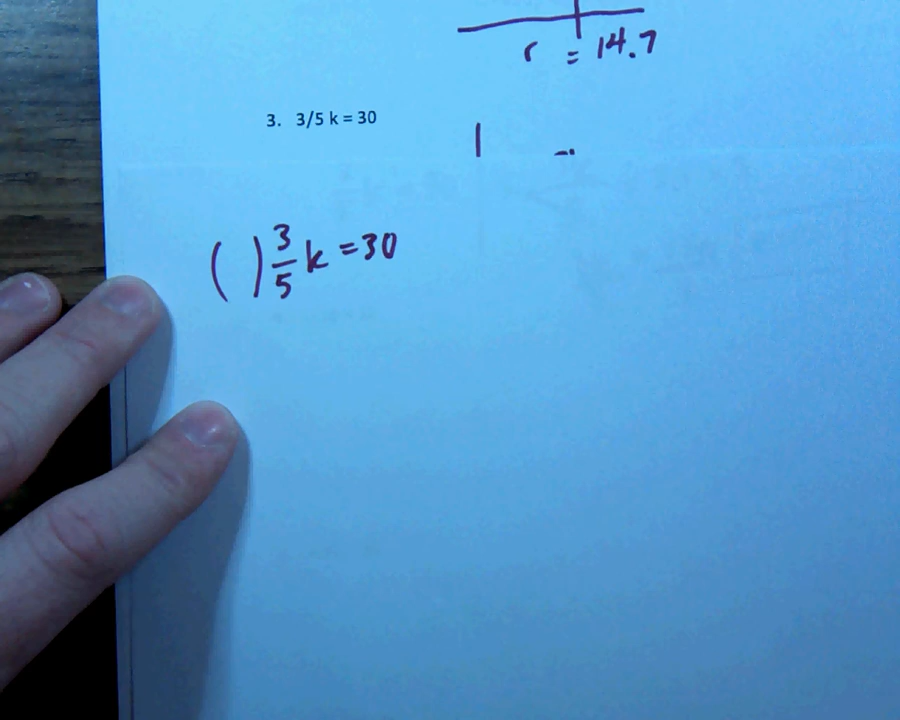 r = 14.7
3. 3/5 k = 30
( ) 3/5 k = 30